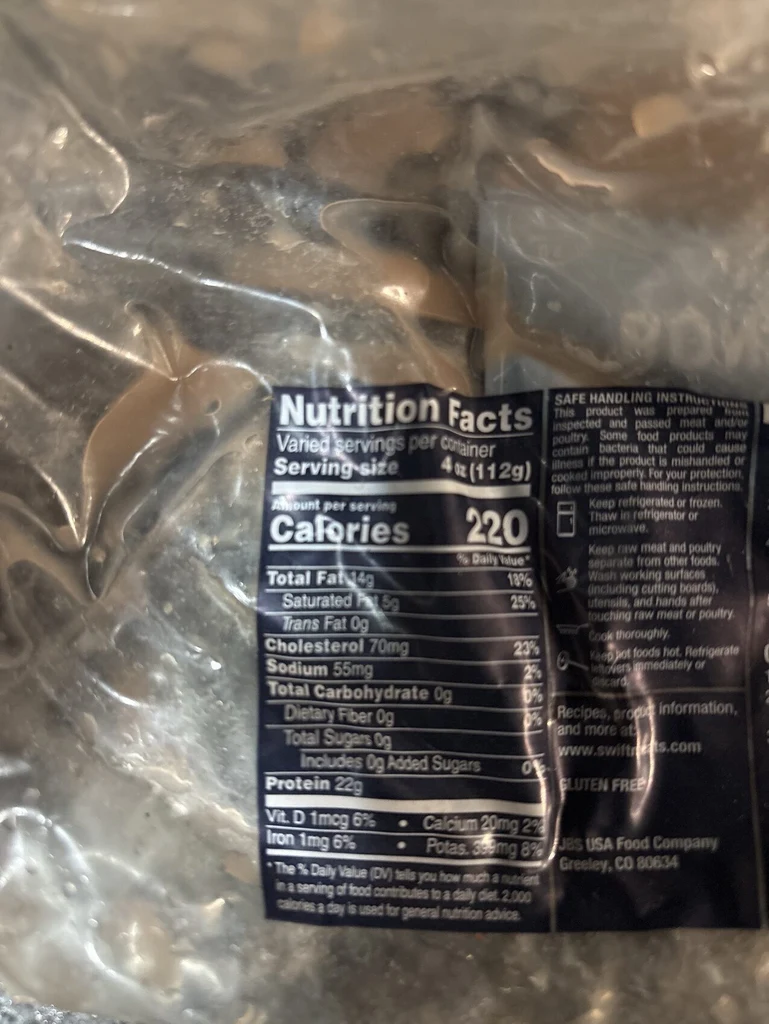 Nutrition Facts
Varied servings per container
Serving size 4 oz (112g)
Amount per serving
Calories 220
% Daily Value*
Total Fat 14g 18%
Saturated Fat 5g 25%
Trans Fat 0g
Cholesterol 70mg 23%
Sodium 55mg 2%
Total Carbohydrate 0g 0%
Dietary Fiber 0g 0%
Total Sugars 0g
Includes 0g Added Sugars 0%
Protein 22g
Vit. D 1mcg 6% • Calcium 20mg 2%
Iron 1mg 6% • Potas. mg 8%
* The % Daily Value (DV) tells you how much a nutrient
in a serving of food contributes to a daily diet. 2,000
calories a day is used for general nutrition advice.
SAFE HANDLING INSTRUCTIONS
This product was prepared from
inspected and passed meat and/or
poultry. Some food products may
contain bacteria that could cause
illness if the product is mishandled or
cooked improperly. For your protection,
follow these safe handling instructions.
Keep refrigerated or frozen.
Thaw in refrigerator or
microwave.
Keep raw meat and poultry
separate from other foods.
Wash working surfaces
(including cutting boards),
utensils, and hands after
touching raw meat or poultry.
Cook thoroughly.
Keep hot foods hot. Refrigerate
leftovers immediately or
discard.
Recipes, product information,
and more at:
www.swiftmeats.com
GLUTEN FREE
JBS USA Food Company
Greeley, CO 80634